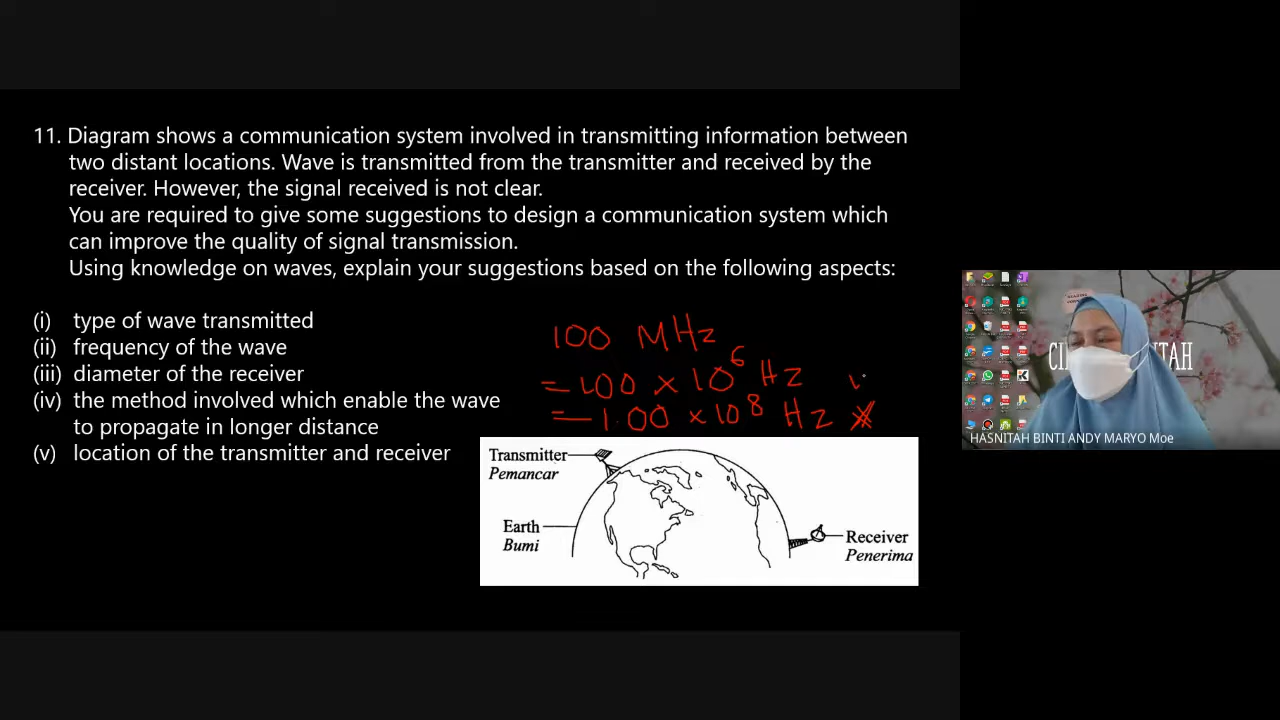 11. Diagram shows a communication system involved in transmitting information between
two distant locations. Wave is transmitted from the transmitter and received by the
receiver. However, the signal received is not clear.
You are required to give some suggestions to design a communication system which
can improve the quality of signal transmission.
Using knowledge on waves, explain your suggestions based on the following aspects:
(i) type of wave transmitted
(ii) frequency of the wave
(iii) diameter of the receiver
(iv) the method involved which enable the wave
to propagate in longer distance
(v) location of the transmitter and receiver
100 MHz
= 100 x 10⁶ Hz
= 1.00 x 10⁸ Hz
Transmitter
Pemancar
Earth
Bumi
Receiver
Penerima
HASNITAH BINTI ANDY MARYO Moe